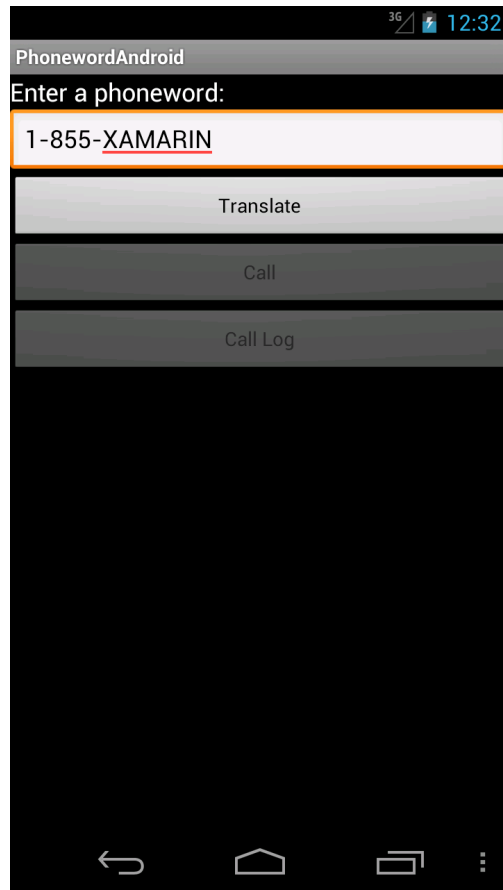 3G 12:32
PhonewordAndroid
Enter a phoneword:
1-855-XAMARIN
Translate
Call
Call Log